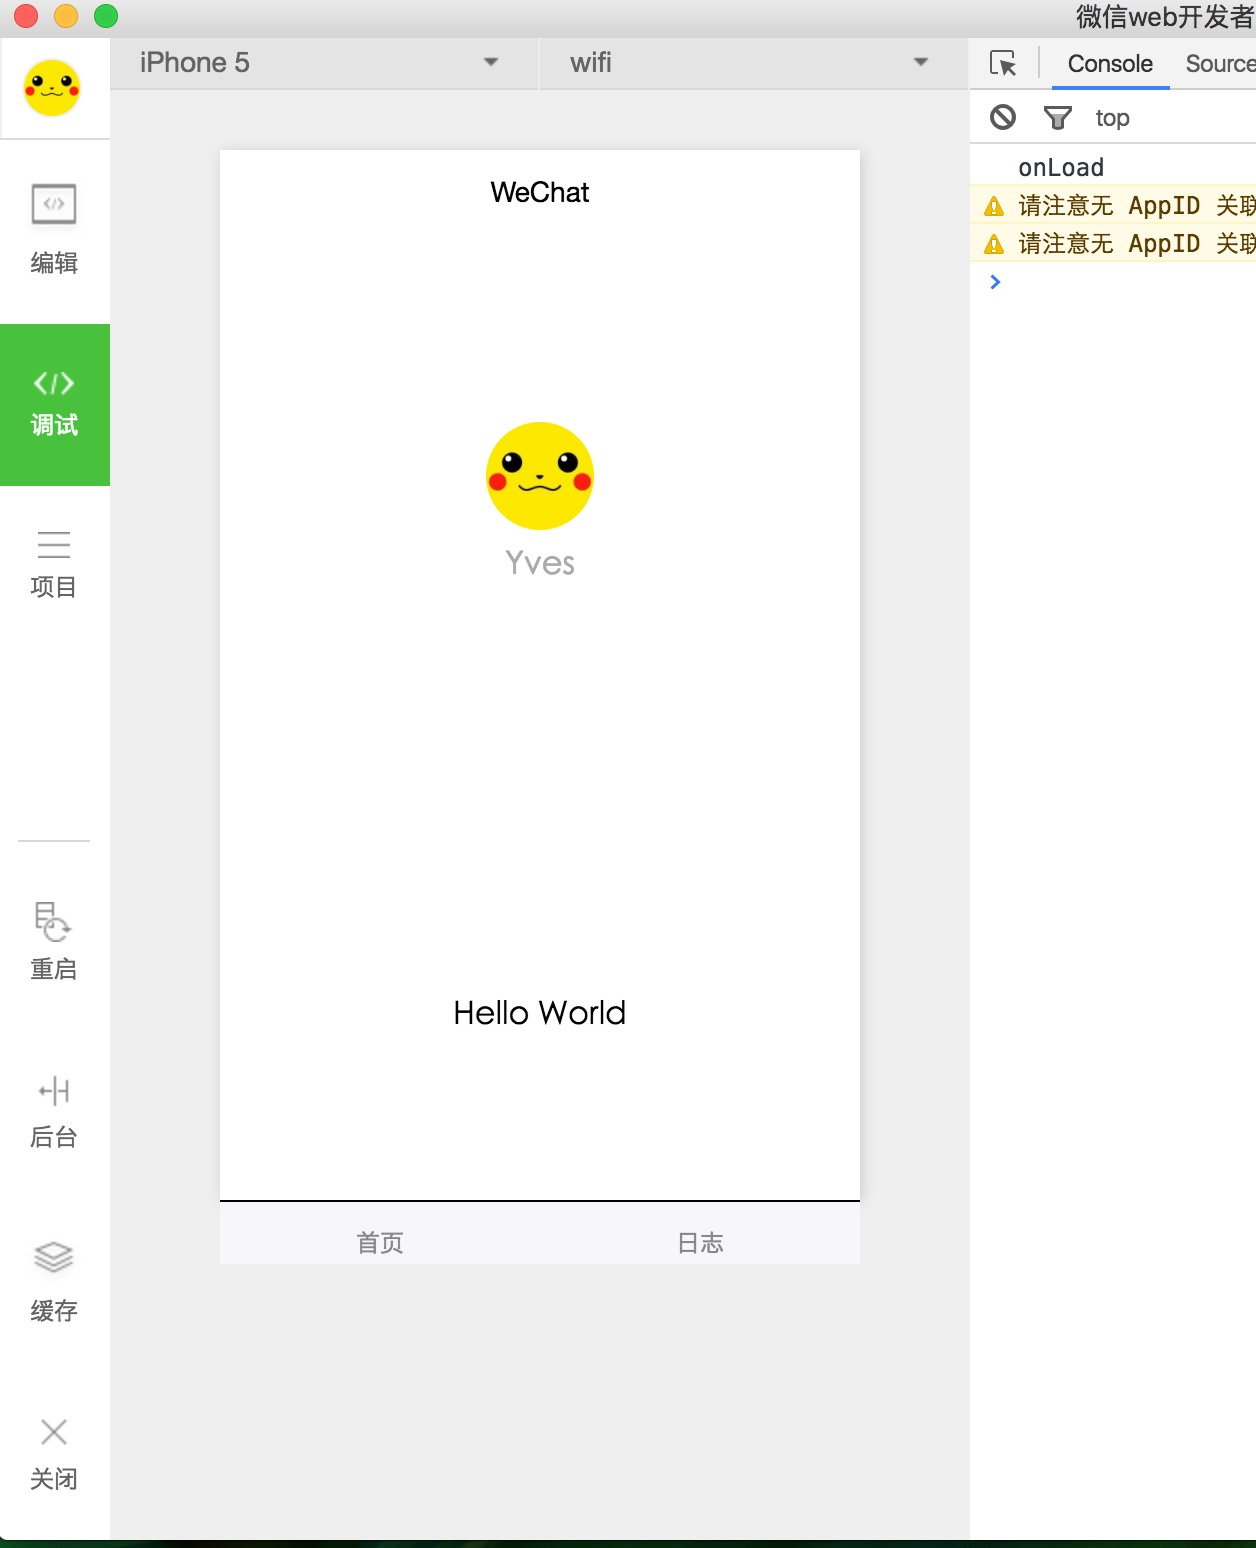 微信web开发者
iPhone 5
wifi
Console
Source
top
编辑
调试
项目
重启
后台
缓存
关闭
WeChat
Yves
Hello World
首页
日志
onLoad
请注意无 AppID 关联
请注意无 AppID 关联